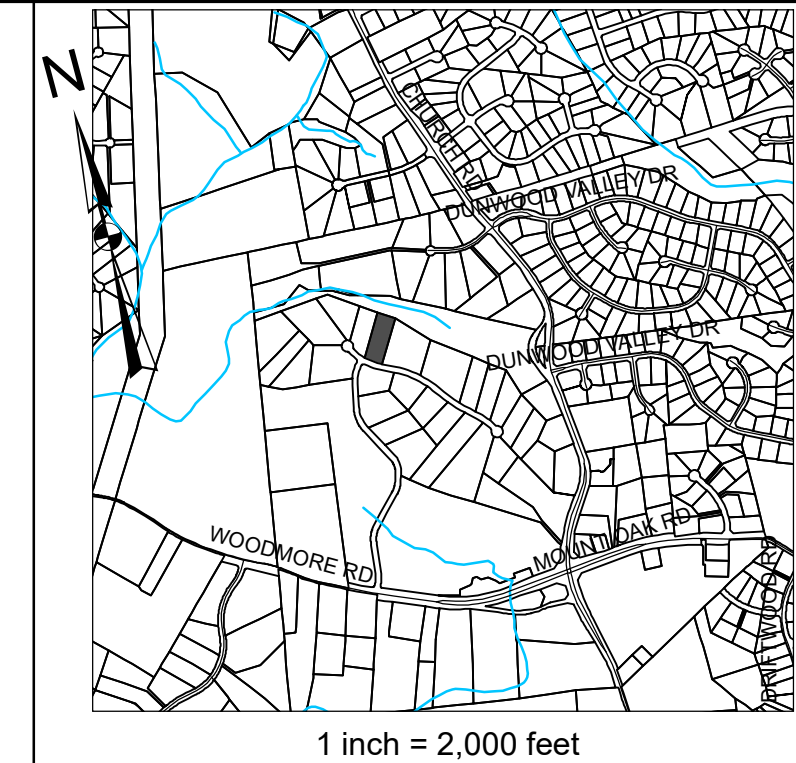 N
CHURCH RD
DUNWOOD VALLEY DR
DUNWOOD VALLEY DR
MOUNT OAK RD
WOODMORE RD
DRIFTWOOD RD
1 inch = 2,000 feet